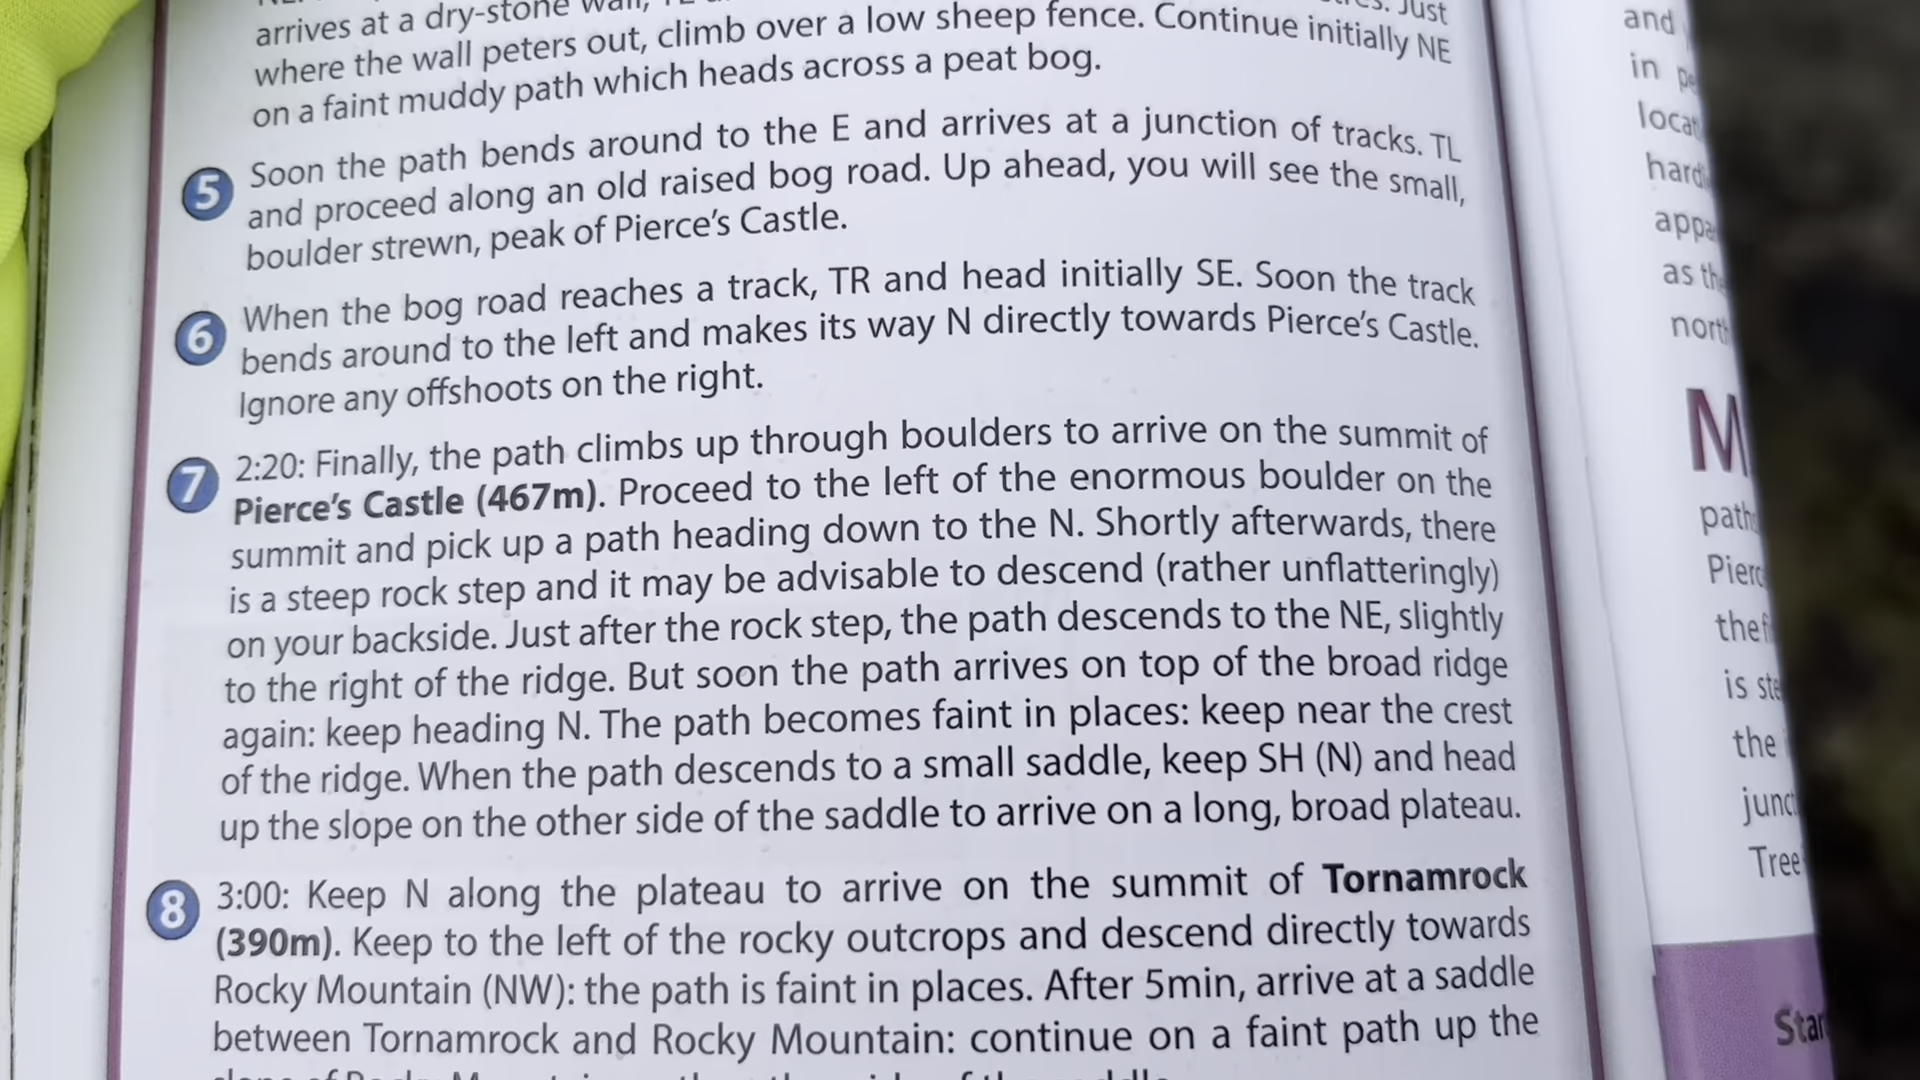 arrives at a dry-stone wall, Just
where the wall peters out, climb over a low sheep fence. Continue initially NE
on a faint muddy path which heads across a peat bog.
5 Soon the path bends around to the E and arrives at a junction of tracks. TL
and proceed along an old raised bog road. Up ahead, you will see the small,
boulder strewn, peak of Pierce's Castle.
6 When the bog road reaches a track, TR and head initially SE. Soon the track
bends around to the left and makes its way N directly towards Pierce's Castle.
Ignore any offshoots on the right.
7 2:20: Finally, the path climbs up through boulders to arrive on the summit of
Pierce's Castle (467m). Proceed to the left of the enormous boulder on the
summit and pick up a path heading down to the N. Shortly afterwards, there
is a steep rock step and it may be advisable to descend (rather unflatteringly)
on your backside. Just after the rock step, the path descends to the NE, slightly
to the right of the ridge. But soon the path arrives on top of the broad ridge
again: keep heading N. The path becomes faint in places: keep near the crest
of the ridge. When the path descends to a small saddle, keep SH (N) and head
up the slope on the other side of the saddle to arrive on a long, broad plateau.
8 3:00: Keep N along the plateau to arrive on the summit of Tornamrock
(390m). Keep to the left of the rocky outcrops and descend directly towards
Rocky Mountain (NW): the path is faint in places. After 5min, arrive at a saddle
between Tornamrock and Rocky Mountain: continue on a faint path up the
and
in
as
is
the